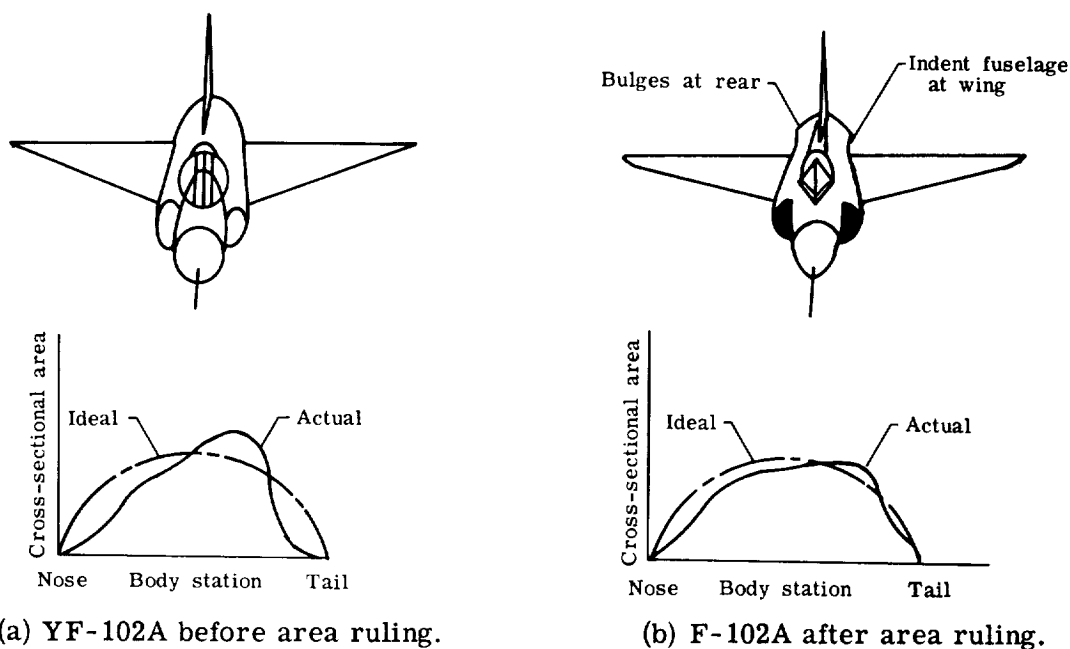 Bulges at rear
Indent fuselage
at wing
Cross-sectional area
Ideal
Actual
Nose
Body station
Tail
(a) YF-102A before area ruling.
Cross-sectional area
Ideal
Actual
Nose
Body station
Tail
(b) F-102A after area ruling.